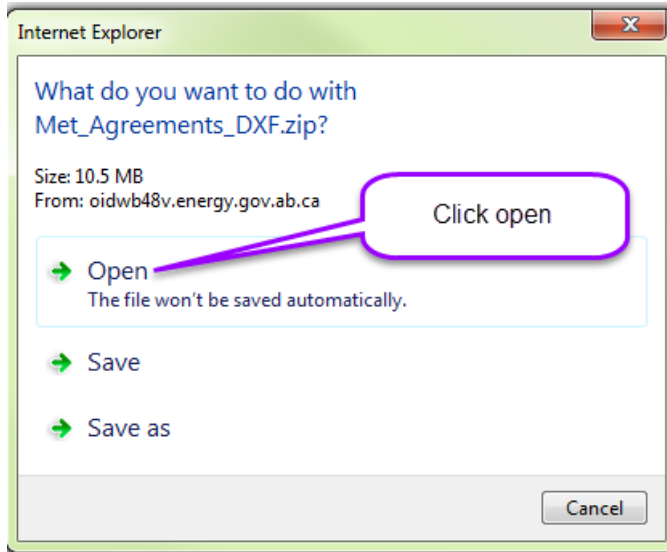 Internet Explorer
What do you want to do with
Met_Agreements_DXF.zip?
Size: 10.5 MB
From: oidwb48v.energy.gov.ab.ca
Click open
Open
The file won't be saved automatically.
Save
Save as
Cancel